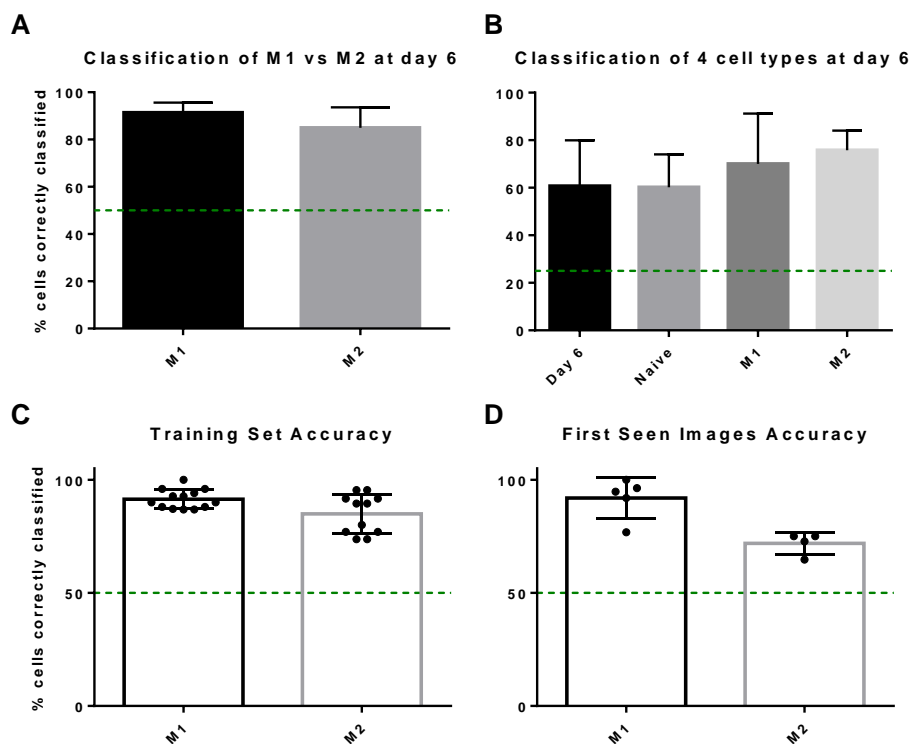 A
Classification of M1 vs M2 at day 6
% cells correctly classified
100
80
60
40
20
0
M1
M2
B
Classification of 4 cell types at day 6
100
80
60
40
20
0
Day 6
Naive
M1
M2
C
Training Set Accuracy
% cells correctly classified
100
50
0
M1
M2
D
First Seen Images Accuracy
100
50
0
M1
M2